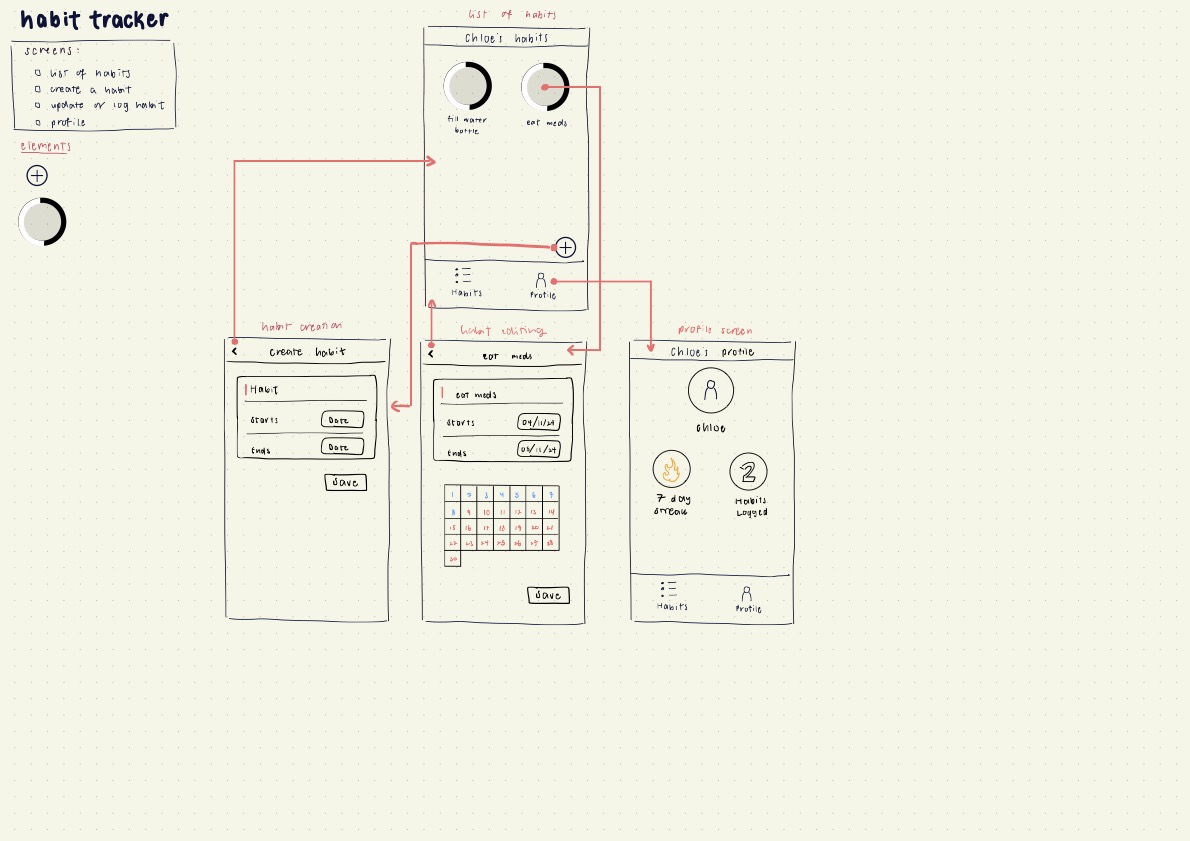 habit tracker
screens:
list of habits
create a habit
update or log habit
profile
elements
list of habits
Chloe's habits
fill water
bottle
eat meds
Habits
Profile
habit creation
create habit
Habit
Starts
Date
Ends
Date
Save
habit editing
eat meds
eat meds
Starts
04/11/24
Ends
05/11/24
1 2 3 4 5 6 7
8 9 10 11 12 13 14
15 16 17 18 19 20 21
22 23 24 25 26 27 28
30
Save
profile screen
Chloe's profile
Chloe
7 day
streak
2
Habits
Logged
Habits
Profile